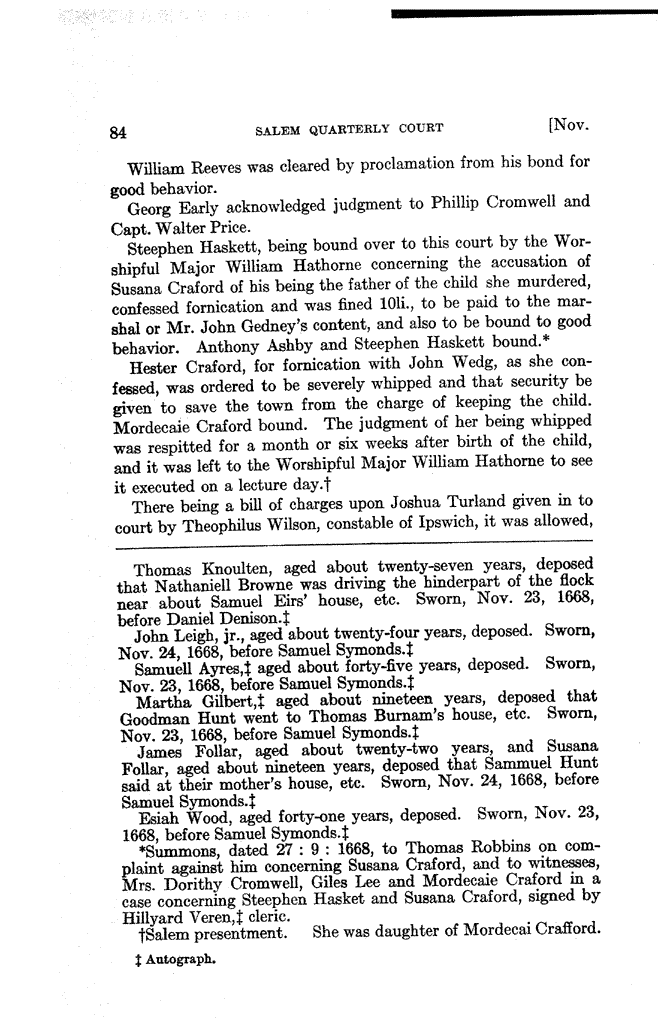 84 SALEM QUARTERLY COURT [Nov.
William Reeves was cleared by proclamation from his bond for
good behavior.
Georg Early acknowledged judgment to Phillip Cromwell and
Capt. Walter Price.
Steephen Haskett, being bound over to this court by the Wor-
shipful Major William Hathorne concerning the accusation of
Susana Craford of his being the father of the child she murdered,
confessed fornication and was fined 10li., to be paid to the mar-
shal or Mr. John Gedney's content, and also to be bound to good
behavior. Anthony Ashby and Steephen Haskett bound.*
Hester Craford, for fornication with John Wedg, as she con-
fessed, was ordered to be severely whipped and that security be
given to save the town from the charge of keeping the child.
Mordecaie Craford bound. The judgment of her being whipped
was respitted for a month or six weeks after birth of the child,
and it was left to the Worshipful Major William Hathorne to see
it executed on a lecture day.†
There being a bill of charges upon Joshua Turland given in to
court by Theophilus Wilson, constable of Ipswich, it was allowed,
Thomas Knoulten, aged about twenty-seven years, deposed
that Nathaniell Browne was driving the hinderpart of the flock
near about Samuel Eirs' house, etc. Sworn, Nov. 23, 1668,
before Daniel Denison.‡
John Leigh, jr., aged about twenty-four years, deposed. Sworn,
Nov. 24, 1668, before Samuel Symonds.‡
Samuell Ayres,‡ aged about forty-five years, deposed. Sworn,
Nov. 23, 1668, before Samuel Symonds.‡
Martha Gilbert,‡ aged about nineteen years, deposed that
Goodman Hunt went to Thomas Burnam's house, etc. Sworn,
Nov. 23, 1668, before Samuel Symonds.‡
James Follar, aged about twenty-two years, and Susana
Follar, aged about nineteen years, deposed that Sammuel Hunt
said at their mother's house, etc. Sworn, Nov. 24, 1668, before
Samuel Symonds.‡
Esiah Wood, aged forty-one years, deposed. Sworn, Nov. 23,
1668, before Samuel Symonds.‡
*Summons, dated 27 : 9 : 1668, to Thomas Robbins on com-
plaint against him concerning Susana Craford, and to witnesses,
Mrs. Dorithy Cromwell, Giles Lee and Mordecaie Craford in a
case concerning Steephen Hasket and Susana Craford, signed by
Hillyard Veren,‡ cleric.
†Salem presentment. She was daughter of Mordecai Crafford.
‡ Autograph.